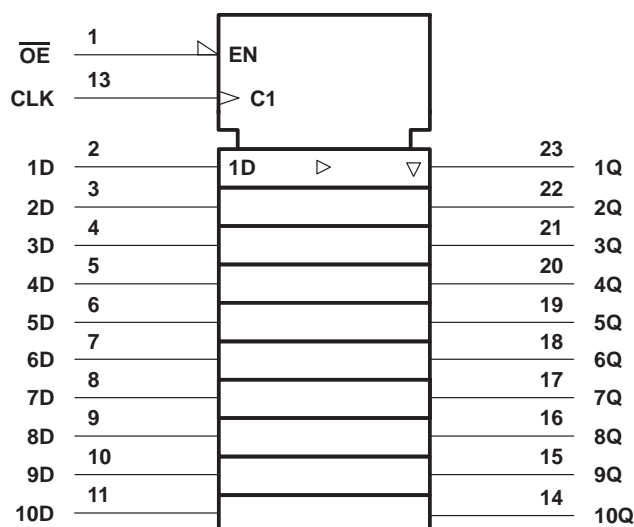 OE 1 EN
CLK 13 C1
1D 2 1D 23 1Q
2D 3 22 2Q
3D 4 21 3Q
4D 5 20 4Q
5D 6 19 5Q
6D 7 18 6Q
7D 8 17 7Q
8D 9 16 8Q
9D 10 15 9Q
10D 11 14 10Q